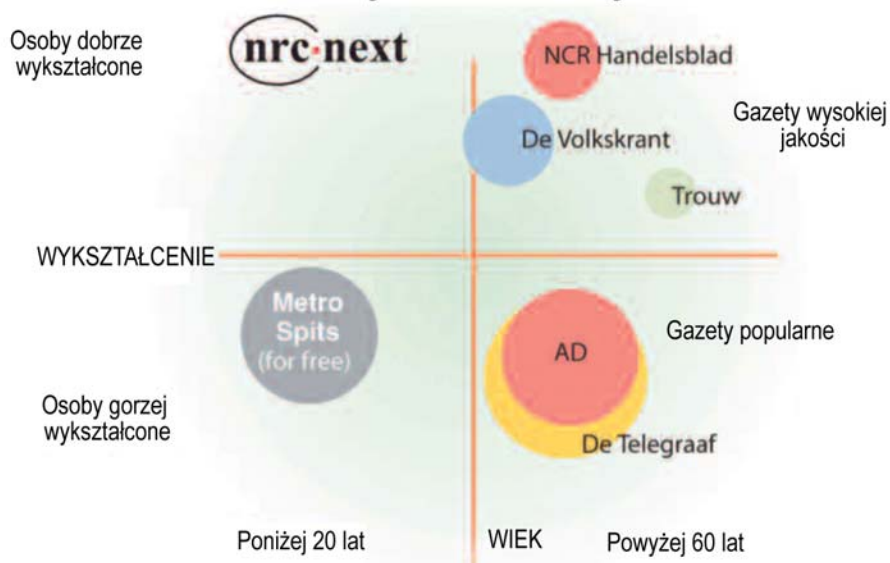 Osoby dobrze
wykształcone
nrc next
NCR Handelsblad
De Volkskrant
Gazety wysokiej
jakości
Trouw
WYKSZTAŁCENIE
Metro
Spits
(for free)
AD
De Telegraaf
Gazety popularne
Osoby gorzej
wykształcone
Poniżej 20 lat
WIEK
Powyżej 60 lat